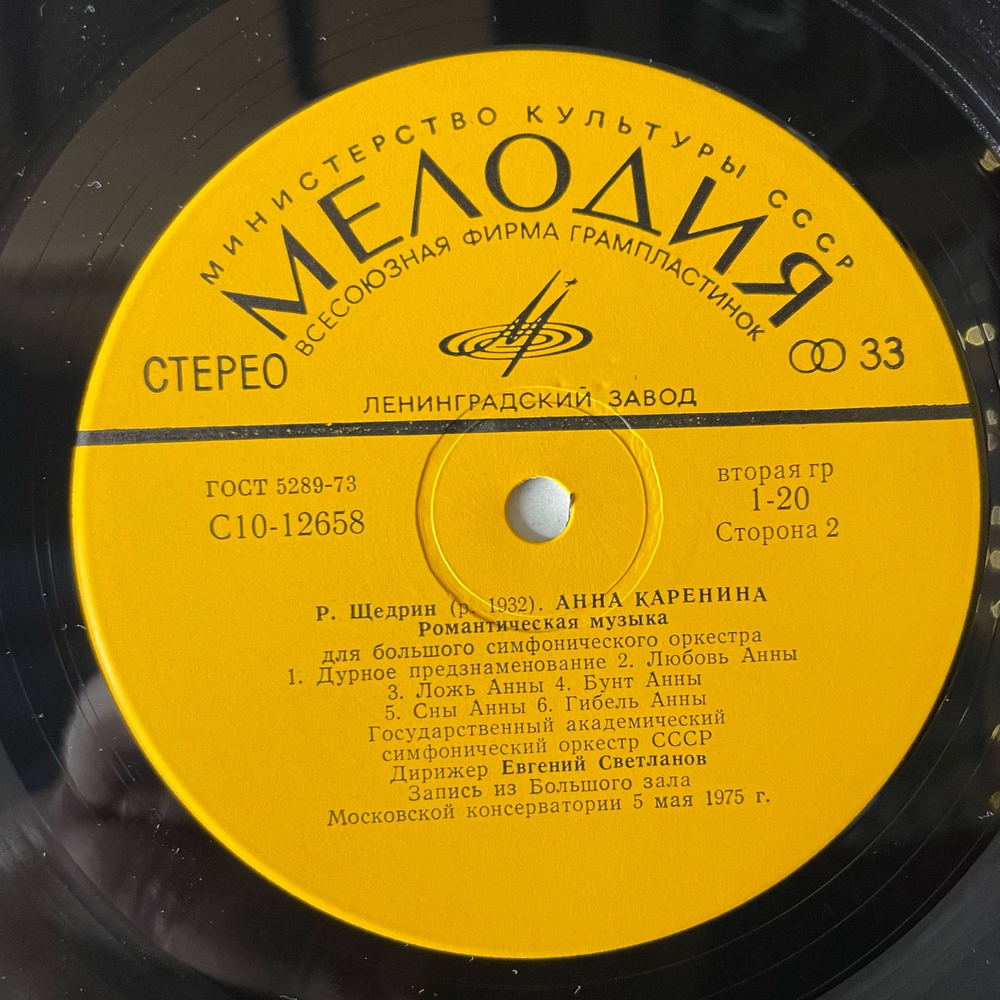 МИНИСТЕРСТВО КУЛЬТУРЫ СССР
МЕЛОДИЯ
ВСЕСОЮЗНАЯ ФИРМА ГРАМПЛАСТИНОК
СТЕРЕО
33
ЛЕНИНГРАДСКИЙ ЗАВОД
ГОСТ 5289-73
С10-12658
вторая гр
1-20
Сторона 2
Р. Щедрин (р. 1932). АННА КАРЕНИНА
Романтическая музыка
для большого симфонического оркестра
1. Дурное предзнаменование 2. Любовь Анны
3. Ложь Анны 4. Бунт Анны
5. Сны Анны 6. Гибель Анны
Государственный академический
симфонический оркестр СССР
Дирижер Евгений Светланов
Запись из Большого зала
Московской консерватории 5 мая 1975 г.